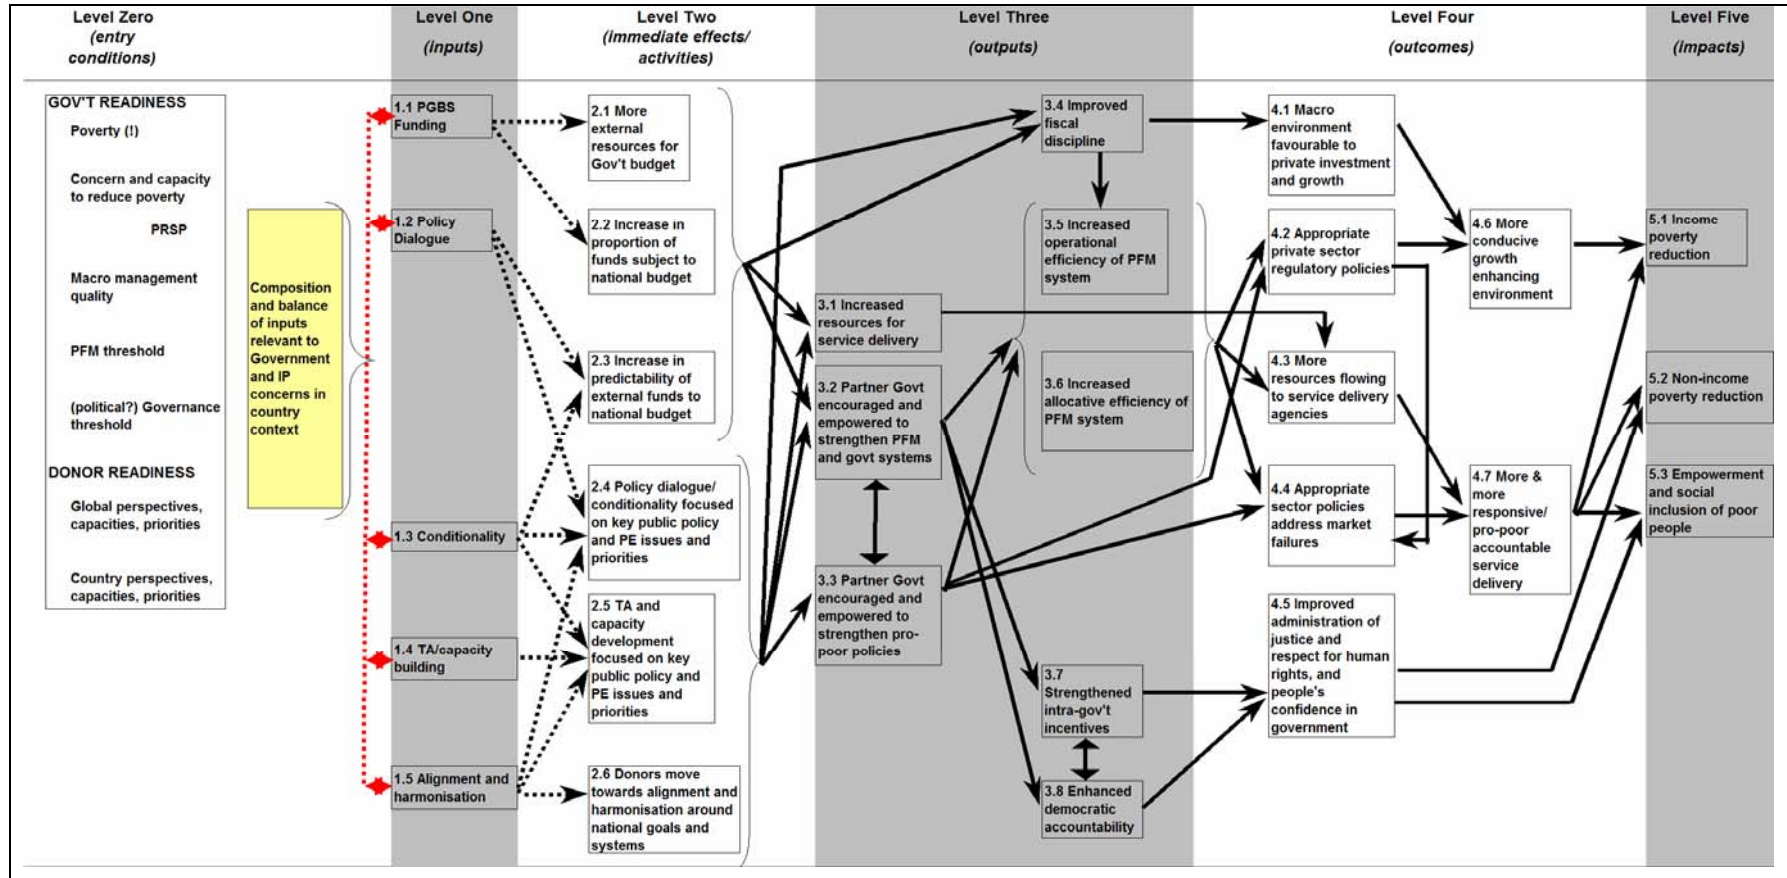 Level Zero
(entry
conditions)
Level One
(inputs)
Level Two
(immediate effects/
activities)
Level Three
(outputs)
Level Four
(outcomes)
Level Five
(impacts)
GOV'T READINESS
Poverty (!)
Concern and capacity
to reduce poverty
PRSP
Macro management
quality
PFM threshold
(political?) Governance
threshold
DONOR READINESS
Global perspectives,
capacities, priorities
Country perspectives,
capacities, priorities
Composition
and balance
of inputs
relevant to
Government
and IP
concerns in
country
context
1.1 PGBS
Funding
1.2 Policy
Dialogue
1.3 Conditionality
1.4 TA/capacity
building
1.5 Alignment and
harmonisation
2.1 More
external
resources for
Gov't budget
2.2 Increase in
proportion of
funds subject to
national budget
2.3 Increase in
predictability of
external funds to
national budget
2.4 Policy dialogue/
conditionality focused
on key public policy
and PE issues and
priorities
2.5 TA and
capacity
development
focused on key
public policy and
PE issues and
priorities
2.6 Donors move
towards alignment and
harmonisation around
national goals and
systems
3.1 Increased
resources for
service delivery
3.2 Partner Govt
encouraged and
empowered to
strengthen PFM
and govt systems
3.3 Partner Govt
encouraged and
empowered to
strengthen pro-
poor policies
3.4 Improved
fiscal
discipline
3.5 Increased
operational
efficiency of PFM
system
3.6 Increased
allocative efficiency of
PFM system
3.7
Strengthened
intra-gov't
incentives
3.8 Enhanced
democratic
accountability
4.1 Macro
environment
favourable to
private investment
and growth
4.2 Appropriate
private sector
regulatory policies
4.3 More
resources flowing
to service delivery
agencies
4.4 Appropriate
sector policies
address market
failures
4.5 Improved
administration of
justice and
respect for human
rights, and
people's
confidence in
government
4.6 More
conducive
growth
enhancing
environment
4.7 More &
more
responsive/
pro-poor
accountable
service
delivery
5.1 Income
poverty
reduction
5.2 Non-income
poverty reduction
5.3 Empowerment
and social
inclusion of poor
people